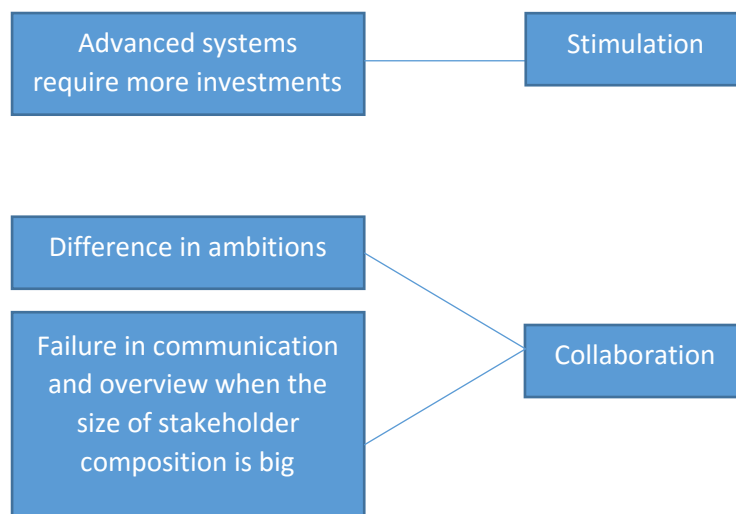 Advanced systems
require more investments
Stimulation
Difference in ambitions
Failure in communication
and overview when the
size of stakeholder
composition is big
Collaboration